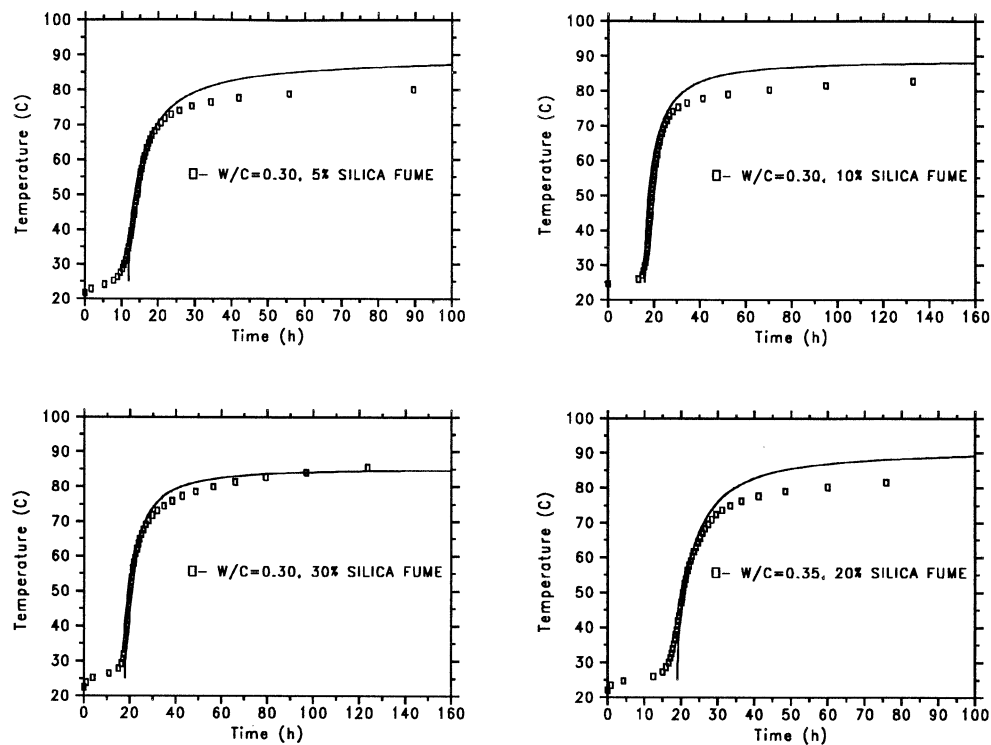 100
90
80
70
60
50
40
30
20
Temperature (C)
□– W/C=0.30, 5% SILICA FUME
0 10 20 30 40 50 60 70 80 90 100
Time (h)
100
90
80
70
60
50
40
30
20
Temperature (C)
□– W/C=0.30, 10% SILICA FUME
0 20 40 60 80 100 120 140 160
Time (h)
100
90
80
70
60
50
40
30
20
Temperature (C)
□– W/C=0.30, 30% SILICA FUME
0 20 40 60 80 100 120 140 160
Time (h)
100
90
80
70
60
50
40
30
20
Temperature (C)
□– W/C=0.35, 20% SILICA FUME
0 10 20 30 40 50 60 70 80 90 100
Time (h)